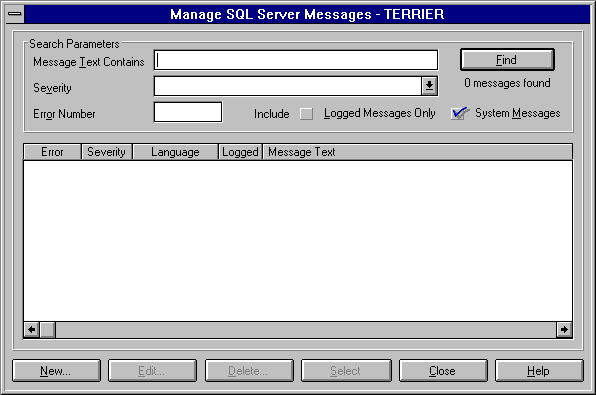 Manage SQL Server Messages - TERRIER
Search Parameters
Message Text Contains
Find
0 messages found
Severity
Error Number
Include
Logged Messages Only
System Messages
Error Severity Language Logged Message Text
New... Edit... Delete... Select Close Help